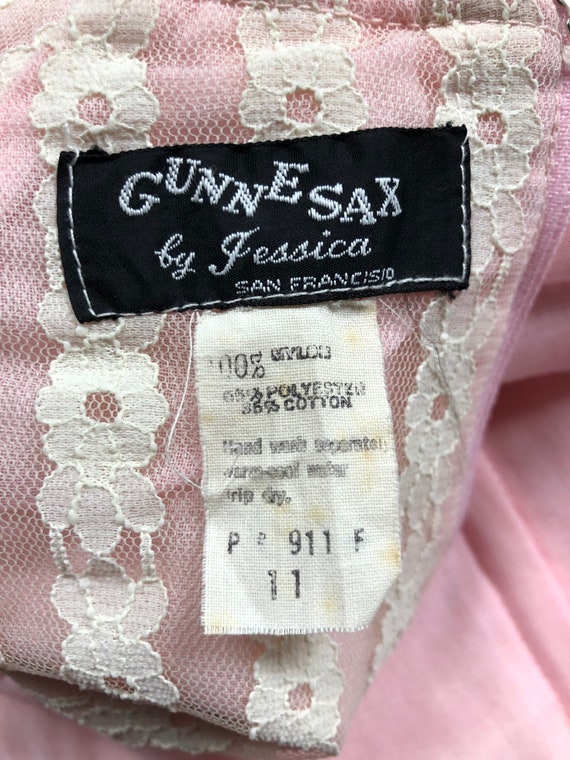 GUNNE SAX
by Jessica
SAN FRANCISCO
100% NYLON
65% POLYESTER
35% COTTON
Hand wash separately
warm-cool water
drip dry.
P 911 F
11